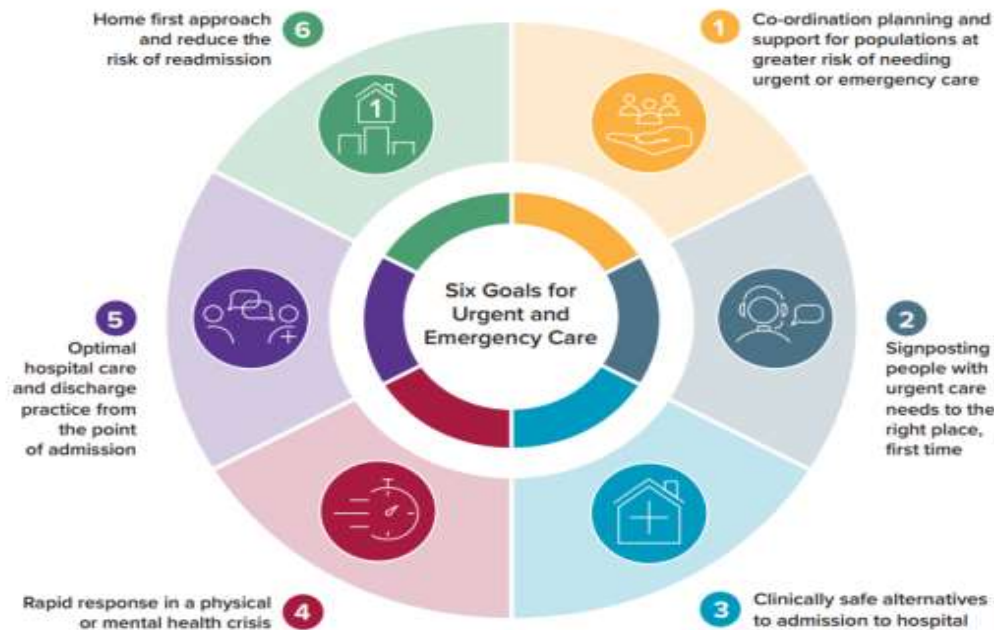 Six Goals for
Urgent and
Emergency Care
1
Co-ordination planning and
support for populations at
greater risk of needing
urgent or emergency care
2
Signposting
people with
urgent care
needs to the
right place,
first time
3
Clinically safe alternatives
to admission to hospital
4
Rapid response in a physical
or mental health crisis
5
Optimal
hospital care
and discharge
practice from
the point
of admission
6
Home first approach
and reduce the
risk of readmission
1